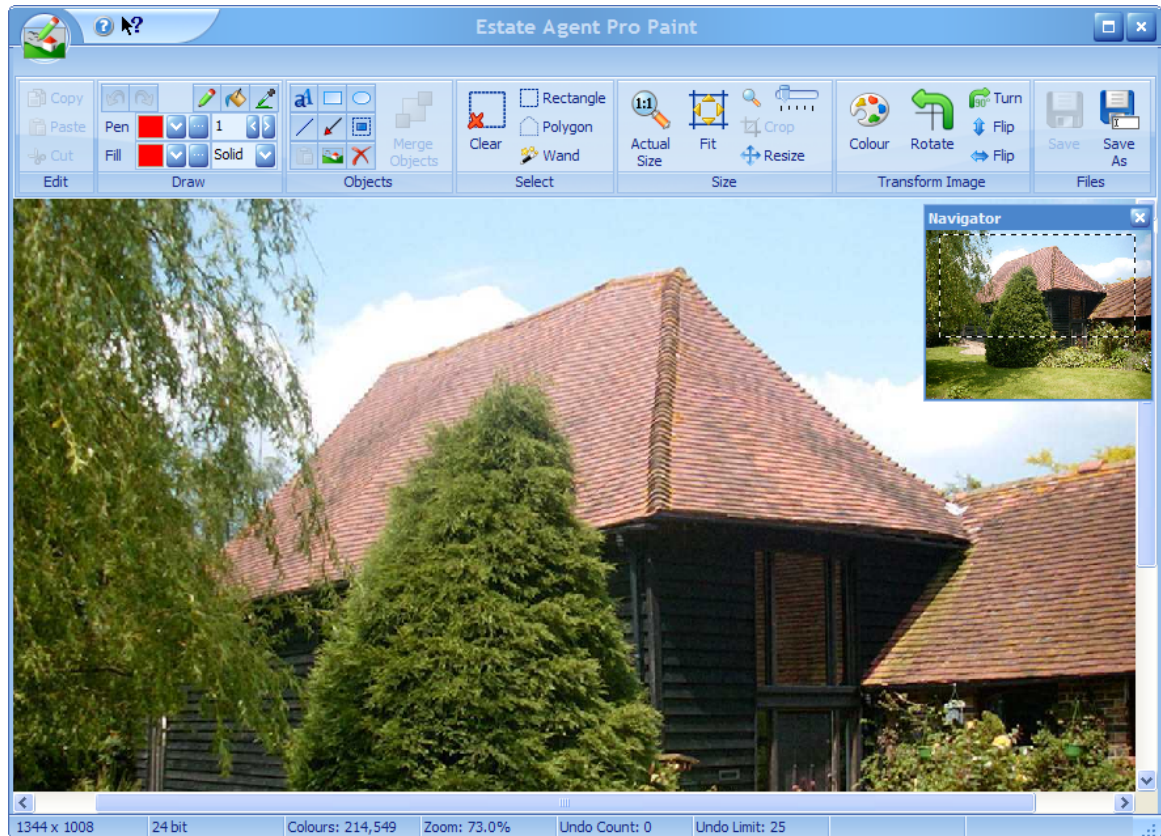 Estate Agent Pro Paint
Copy
Paste
Cut
Edit
Pen
1
Fill
Solid
Draw
a
Merge
Objects
Objects
Clear
Rectangle
Polygon
Wand
Select
1:1
Actual
Size
Fit
Crop
Resize
Size
Colour
Rotate
90°
Turn
Flip
Flip
Transform Image
Save
Save
As
Files
Navigator
1344 x 1008
24 bit
Colours: 214,549
Zoom: 73.0%
Undo Count: 0
Undo Limit: 25